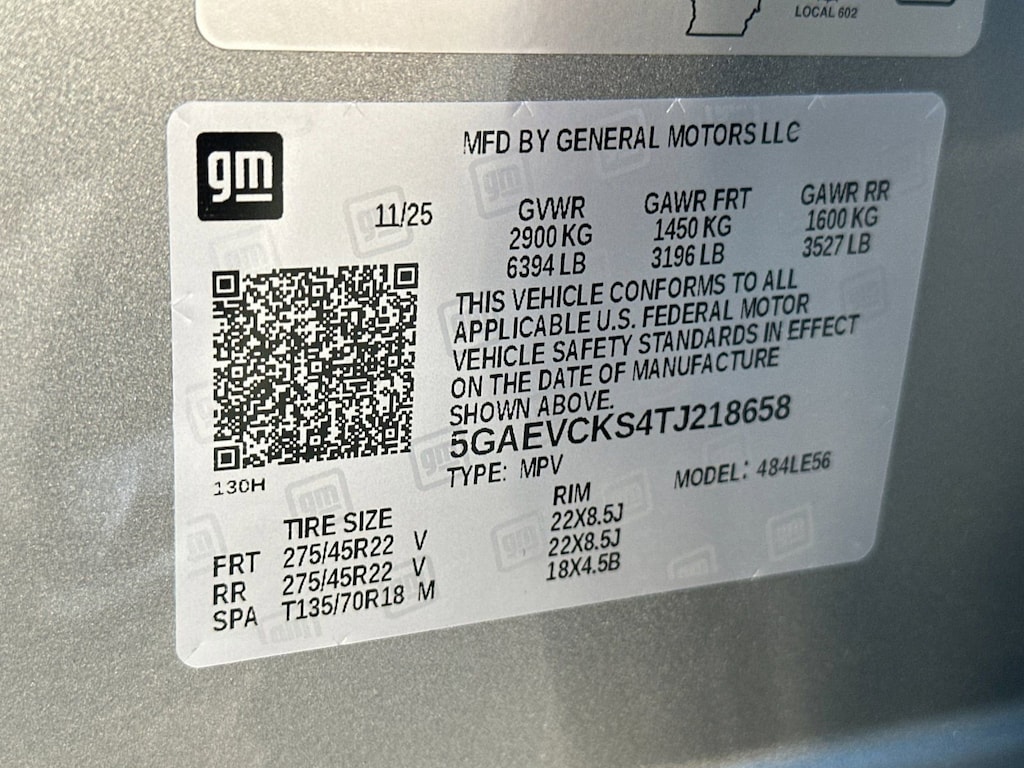 LOCAL 602
gm
MFD BY GENERAL MOTORS LLC
11/25
GVWR GAWR FRT GAWR RR
2900 KG 1450 KG 1600 KG
6394 LB 3196 LB 3527 LB
THIS VEHICLE CONFORMS TO ALL
APPLICABLE U.S. FEDERAL MOTOR
VEHICLE SAFETY STANDARDS IN EFFECT
ON THE DATE OF MANUFACTURE
SHOWN ABOVE.
5GAEVCKS4TJ218658
130H
TYPE: MPV MODEL: 484LE56
TIRE SIZE RIM
FRT 275/45R22 V 22X8.5J
RR 275/45R22 V 22X8.5J
SPA T135/70R18 M 18X4.5B